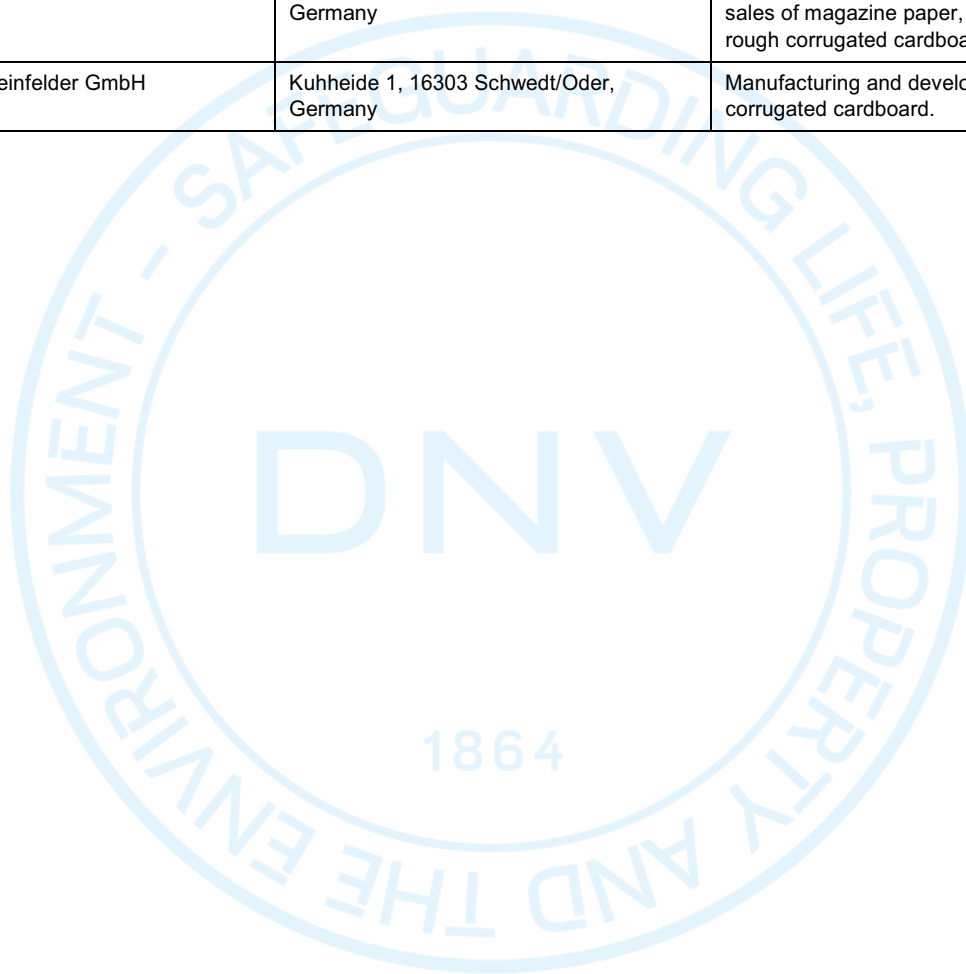 Germany
sales of magazine paper,
rough corrugated cardboa
einfelder GmbH
Kuhheide 1, 16303 Schwedt/Oder,
Germany
Manufacturing and develo
corrugated cardboard.
SAFEGUARDING LIFE, PROPERTY AND THE ENVIRONMENT -
DNV
1864